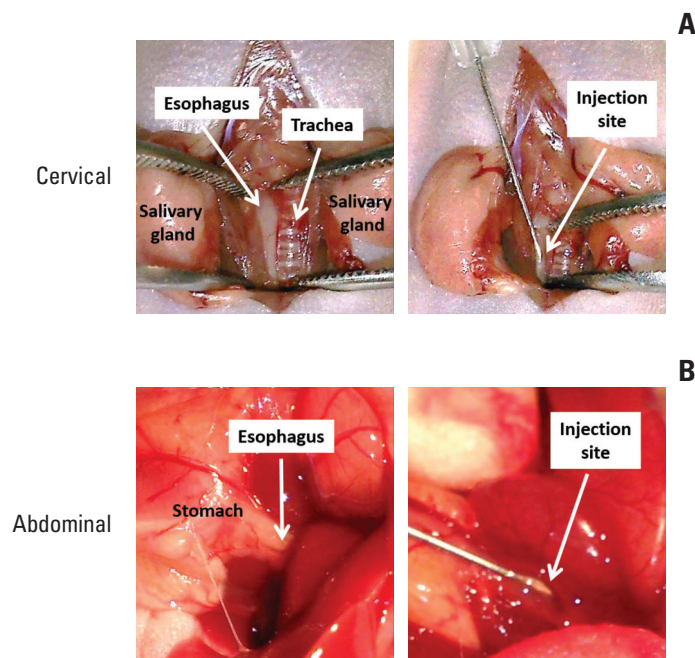 A
Cervical
Esophagus
Trachea
Salivary
gland
Salivary
gland
Injection
site
B
Abdominal
Esophagus
Stomach
Injection
site